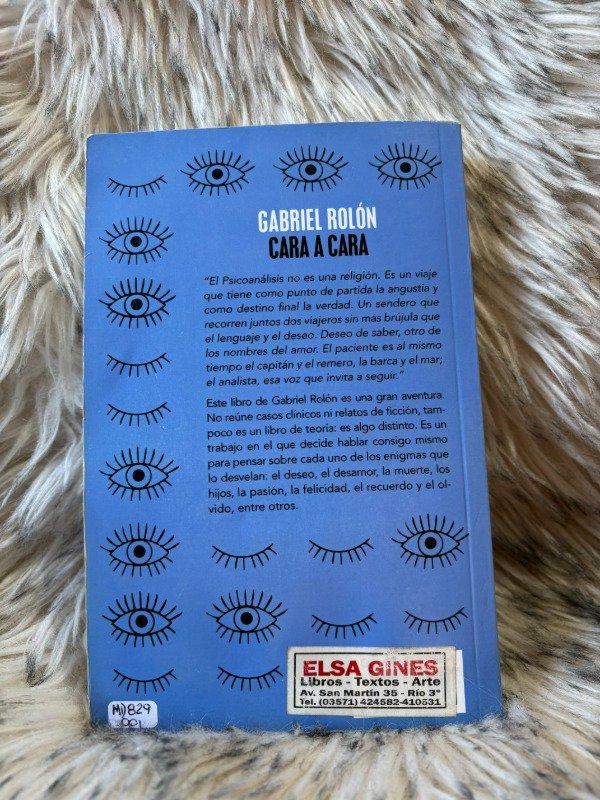 GABRIEL ROLÓN
CARA A CARA
“El Psicoanálisis no es una religión. Es un viaje
que tiene como punto de partida la angustia y
como destino final la verdad. Un sendero que
recorren juntos dos viajeros sin más brújula que
el lenguaje y el deseo. Deseo de saber, otro de
los nombres del amor. El paciente es al mismo
tiempo el capitán y el remero, la barca y el mar;
el analista, esa voz que invita a seguir.”
Este libro de Gabriel Rolón es una gran aventura.
No reúne casos clínicos ni relatos de ficción, tam-
poco es un libro de teoría: es algo distinto. Es un
trabajo en el que decide hablar consigo mismo
para pensar sobre cada uno de los enigmas que
lo desvelan: el deseo, el desamor, la muerte, los
hijos, la pasión, la felicidad, el recuerdo y el ol-
vido, entre otros.
ELSA GINES
Libros - Textos - Arte
Av. San Martín 35 - Río 3º
Tel. (03571) 424582-410531
829
001